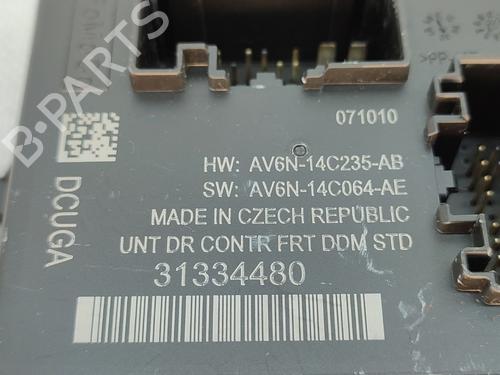 071010
HW: AV6N-14C235-AB
SW: AV6N-14C064-AE
MADE IN CZECH REPUBLIC
UNT DR CONTR FRT DDM STD
31334480
DCUGA